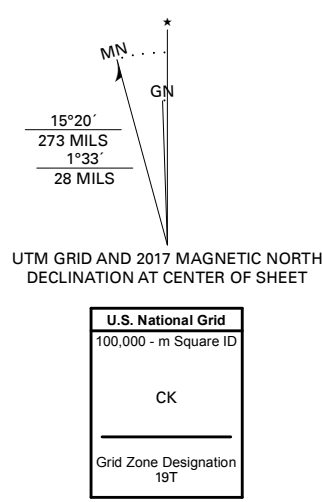 ★
MN
GN
15°20´
273 MILS
1°33´
28 MILS
UTM GRID AND 2017 MAGNETIC NORTH
DECLINATION AT CENTER OF SHEET
U.S. National Grid
100,000 - m Square ID
CK
Grid Zone Designation
19T